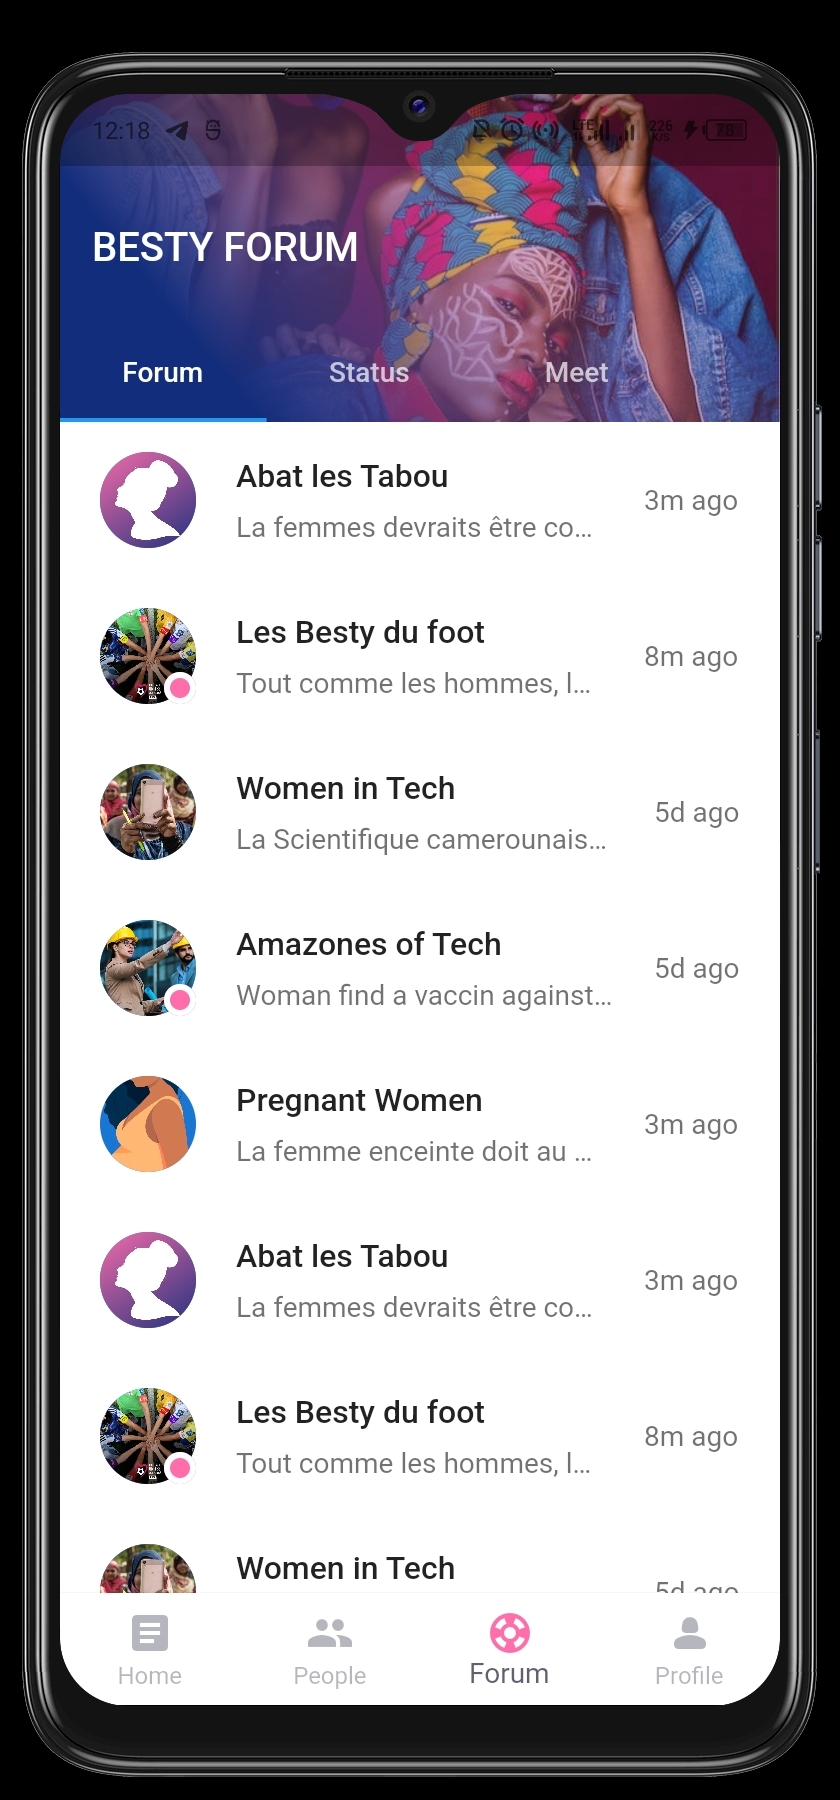 12:18
LTE
226
K/S
78
BESTY FORUM
Forum
Status
Meet
Abat les Tabou
3m ago
La femmes devraits être co...
Les Besty du foot
8m ago
Tout comme les hommes, l...
Women in Tech
5d ago
La Scientifique camerounais...
Amazones of Tech
5d ago
Woman find a vaccin against...
Pregnant Women
3m ago
La femme enceinte doit au ...
Abat les Tabou
3m ago
La femmes devraits être co...
Les Besty du foot
8m ago
Tout comme les hommes, l...
Women in Tech
5d ago
Home
People
Forum
Profile